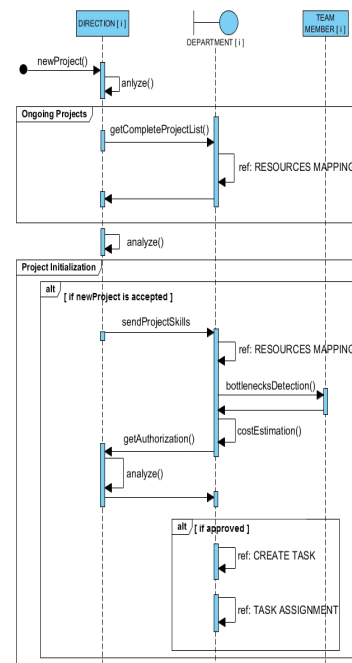 DIRECTION [ i ]
DEPARTMENT [ i ]
TEAM
MEMBER [ i ]
newProject()
anlyze()
Ongoing Projects
getCompleteProjectList()
ref: RESOURCES MAPPING
analyze()
Project Initialization
alt
[ if newProject is accepted ]
sendProjectSkills
ref: RESOURCES MAPPING
bottlenecksDetection()
costEstimation()
getAuthorization()
analyze()
alt
[ if approved ]
ref: CREATE TASK
ref: TASK ASSIGNMENT